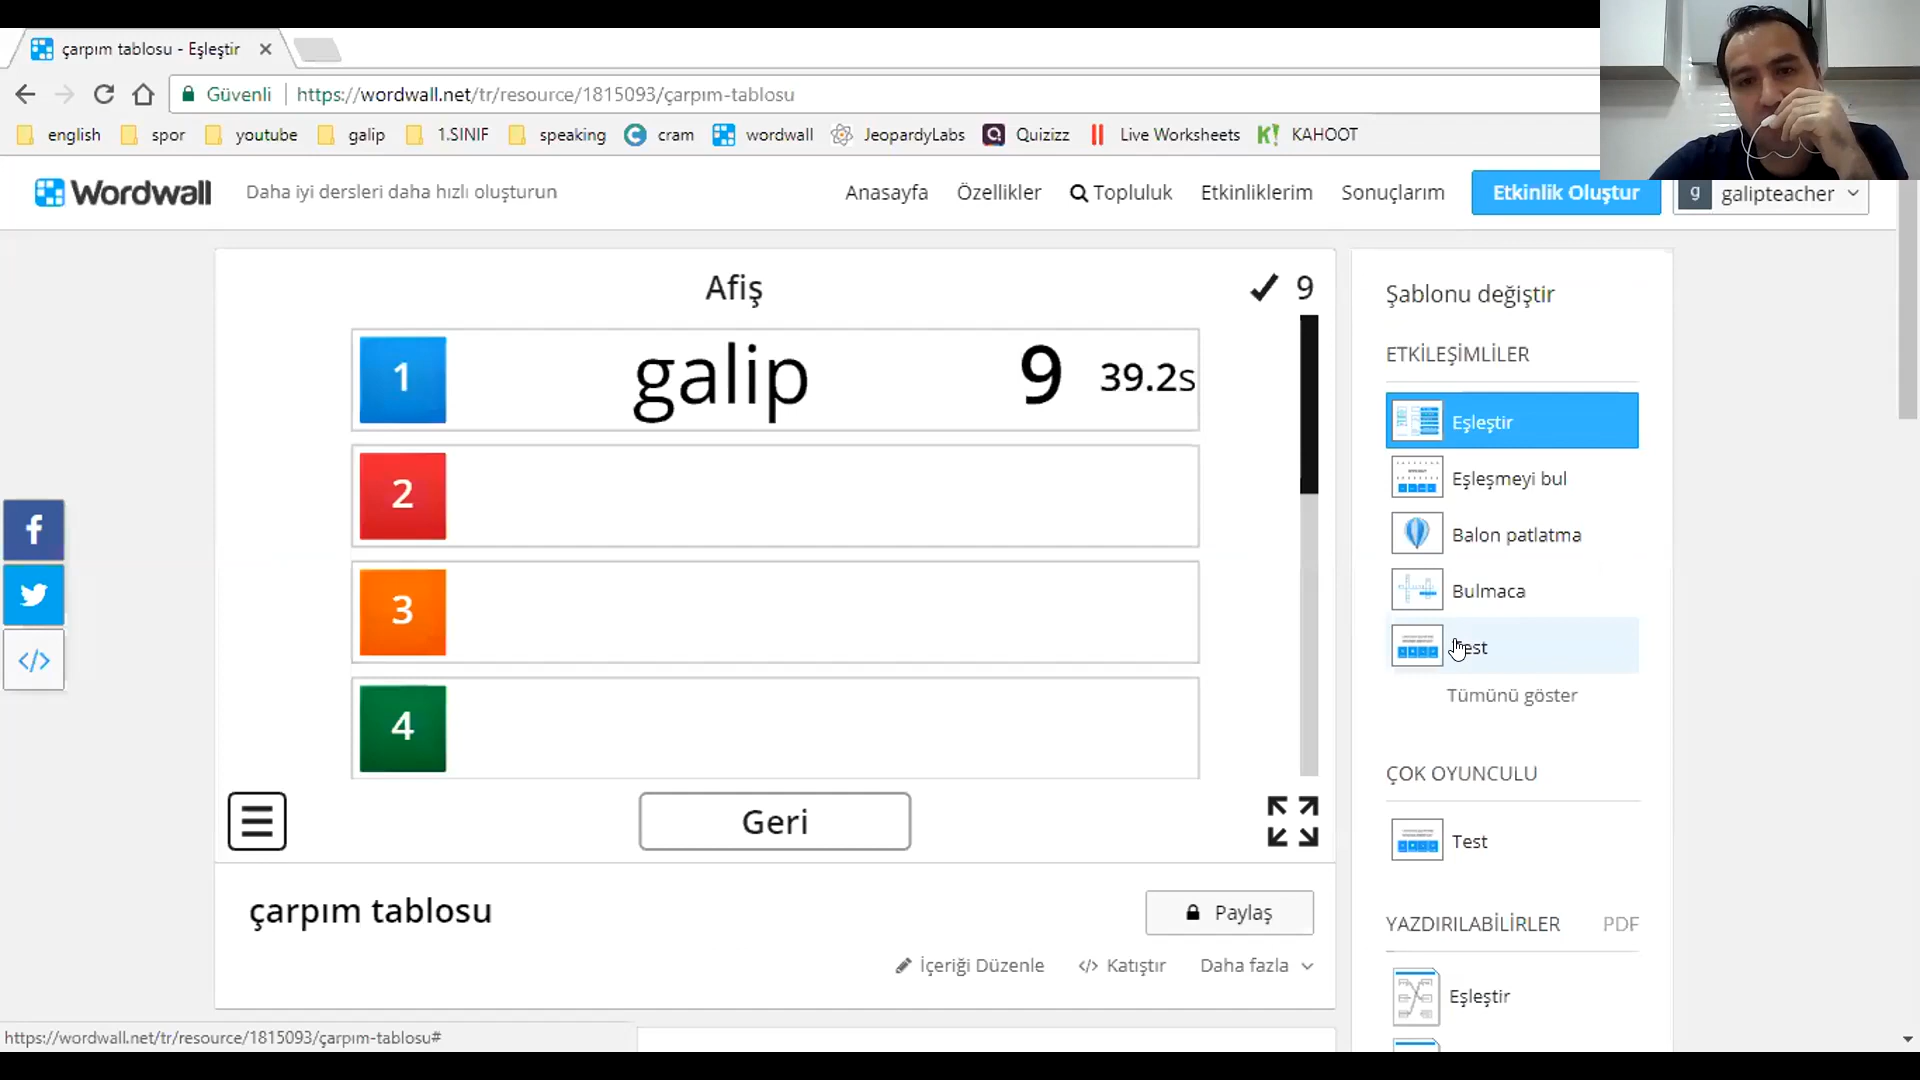 çarpım tablosu - Eşleştir
Güvenli https://wordwall.net/tr/resource/1815093/çarpım-tablosu
english spor youtube galip 1.SINIF speaking cram wordwall JeopardyLabs Quizizz Live Worksheets KAHOOT
Wordwall Daha iyi dersleri daha hızlı oluşturun Anasayfa Özellikler Topluluk Etkinliklerim Sonuçlarım Etkinlik Oluştur g galipteacher
Afiş 9
1 galip 9 39.2s
2
3
4
Geri
çarpım tablosu
Paylaş
İçeriği Düzenle Katıştır Daha fazla
Şablonu değiştir
ETKİLEŞİMLİLER
Eşleştir
Eşleşmeyi bul
Balon patlatma
Bulmaca
Test
Tümünü göster
ÇOK OYUNCULU
Test
YAZDIRILABİLİRLER PDF
Eşleştir
https://wordwall.net/tr/resource/1815093/çarpım-tablosu#